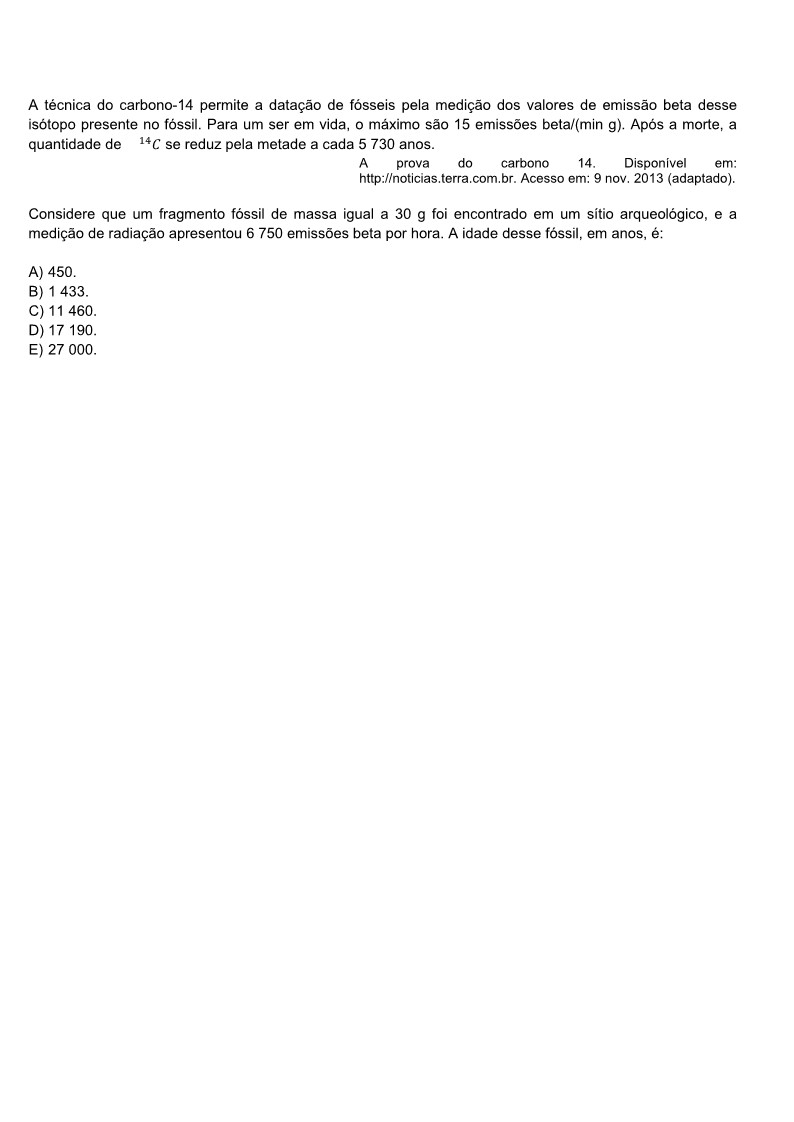 A técnica do carbono-14 permite a datação de fósseis pela medição dos valores de emissão beta desse
isótopo presente no fóssil. Para um ser em vida, o máximo são 15 emissões beta/(min g). Após a morte, a
quantidade de ¹⁴C se reduz pela metade a cada 5 730 anos.
A prova do carbono 14. Disponível em:
http://noticias.terra.com.br. Acesso em: 9 nov. 2013 (adaptado).
Considere que um fragmento fóssil de massa igual a 30 g foi encontrado em um sítio arqueológico, e a
medição de radiação apresentou 6 750 emissões beta por hora. A idade desse fóssil, em anos, é:
A) 450.
B) 1 433.
C) 11 460.
D) 17 190.
E) 27 000.